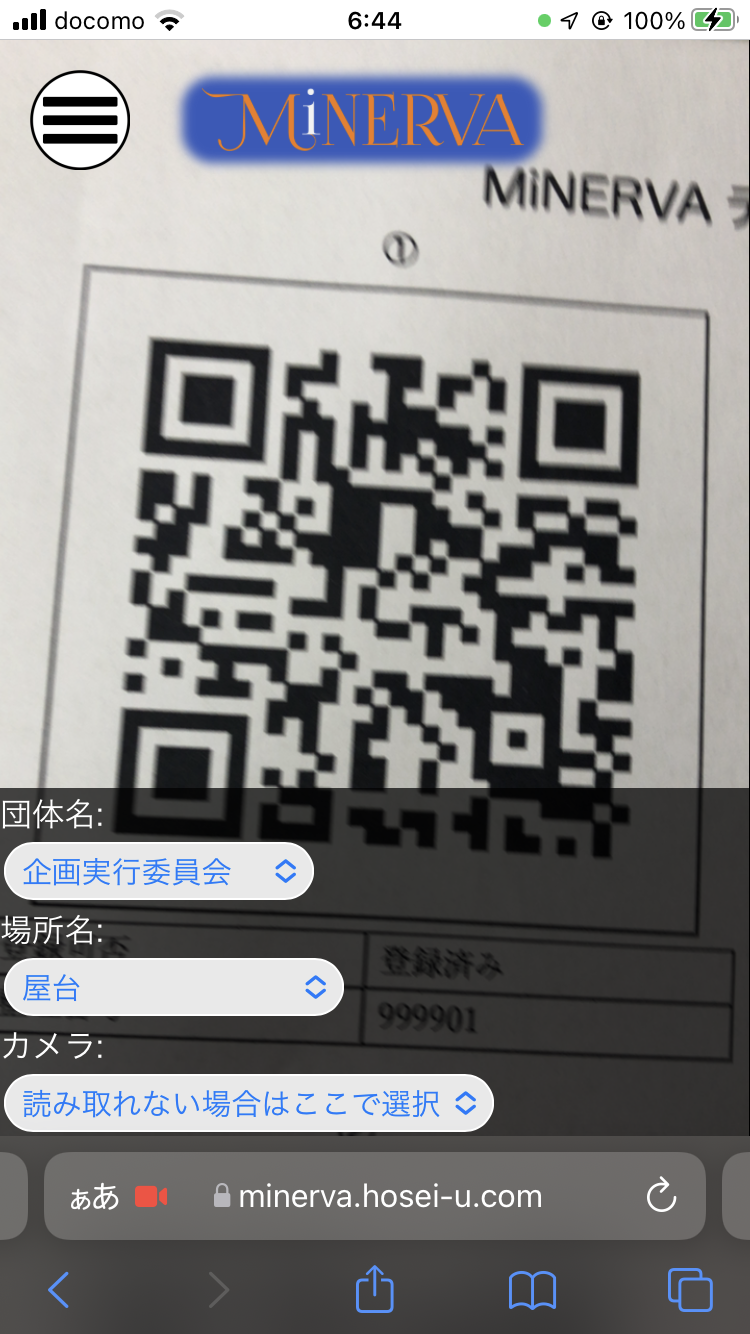 docomo 6:44 100%
MiNERVA
MiNERVA デ
①
団体名:
企画実行委員会
場所名:
登録済み
屋台
999901
カメラ:
読み取れない場合はここで選択
ぁあ minerva.hosei-u.com